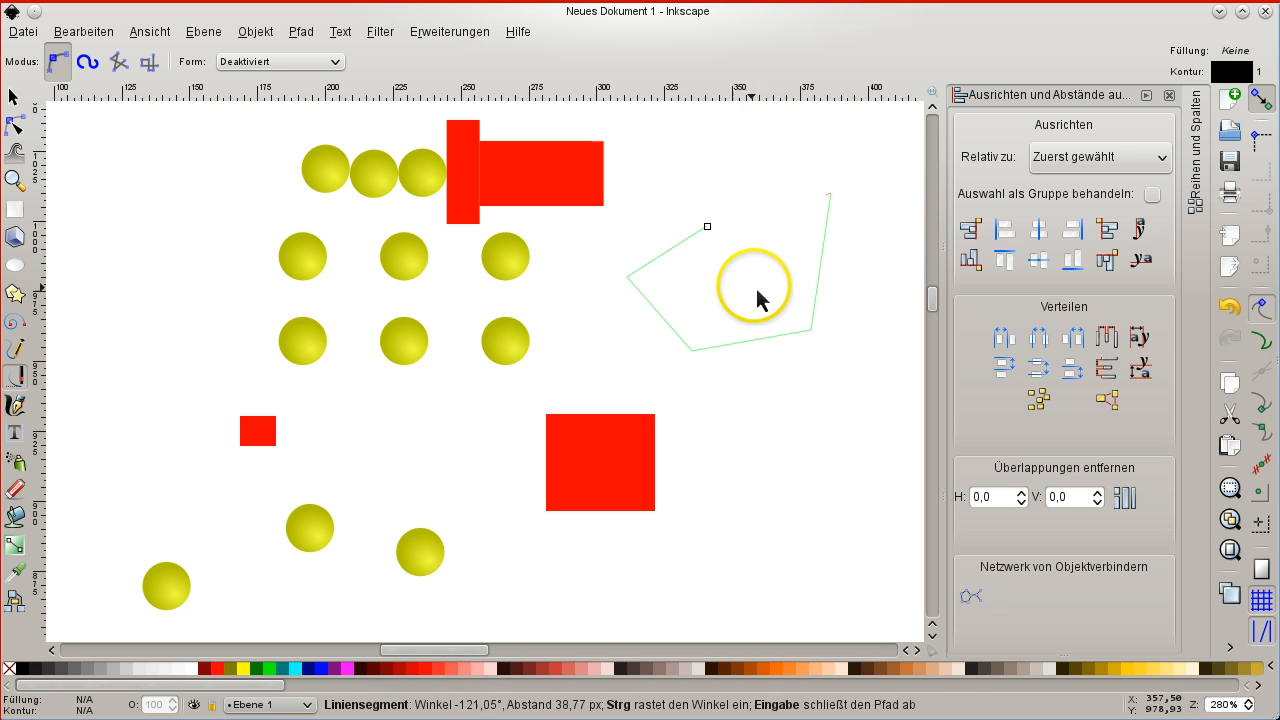 Neues Dokument 1 - Inkscape
Datei Bearbeiten Ansicht Ebene Objekt Pfad Text Filter Erweiterungen Hilfe
Modus: Form: Deaktiviert
Füllung: Keine
Kontur: 1
100 125 150 175 200 225 250 275 300 325 350 375 400
Ausrichten und Abstände au...
Reihen und Spalten
Ausrichten
Relativ zu: Zuerst gewählt
Auswahl als Gruppe behandeln:
Verteilen
Überlappungen entfernen
H: 0,0 V: 0,0
Netzwerk von Objektverbindern
Füllung: N/A
Kontur: N/A
O: 100
Ebene 1
Liniensegment: Winkel -121,05°, Abstand 38,77 px; Strg rastet den Winkel ein; Eingabe schließt den Pfad ab
X: 357,50
Y: 978,93
Z: 280%